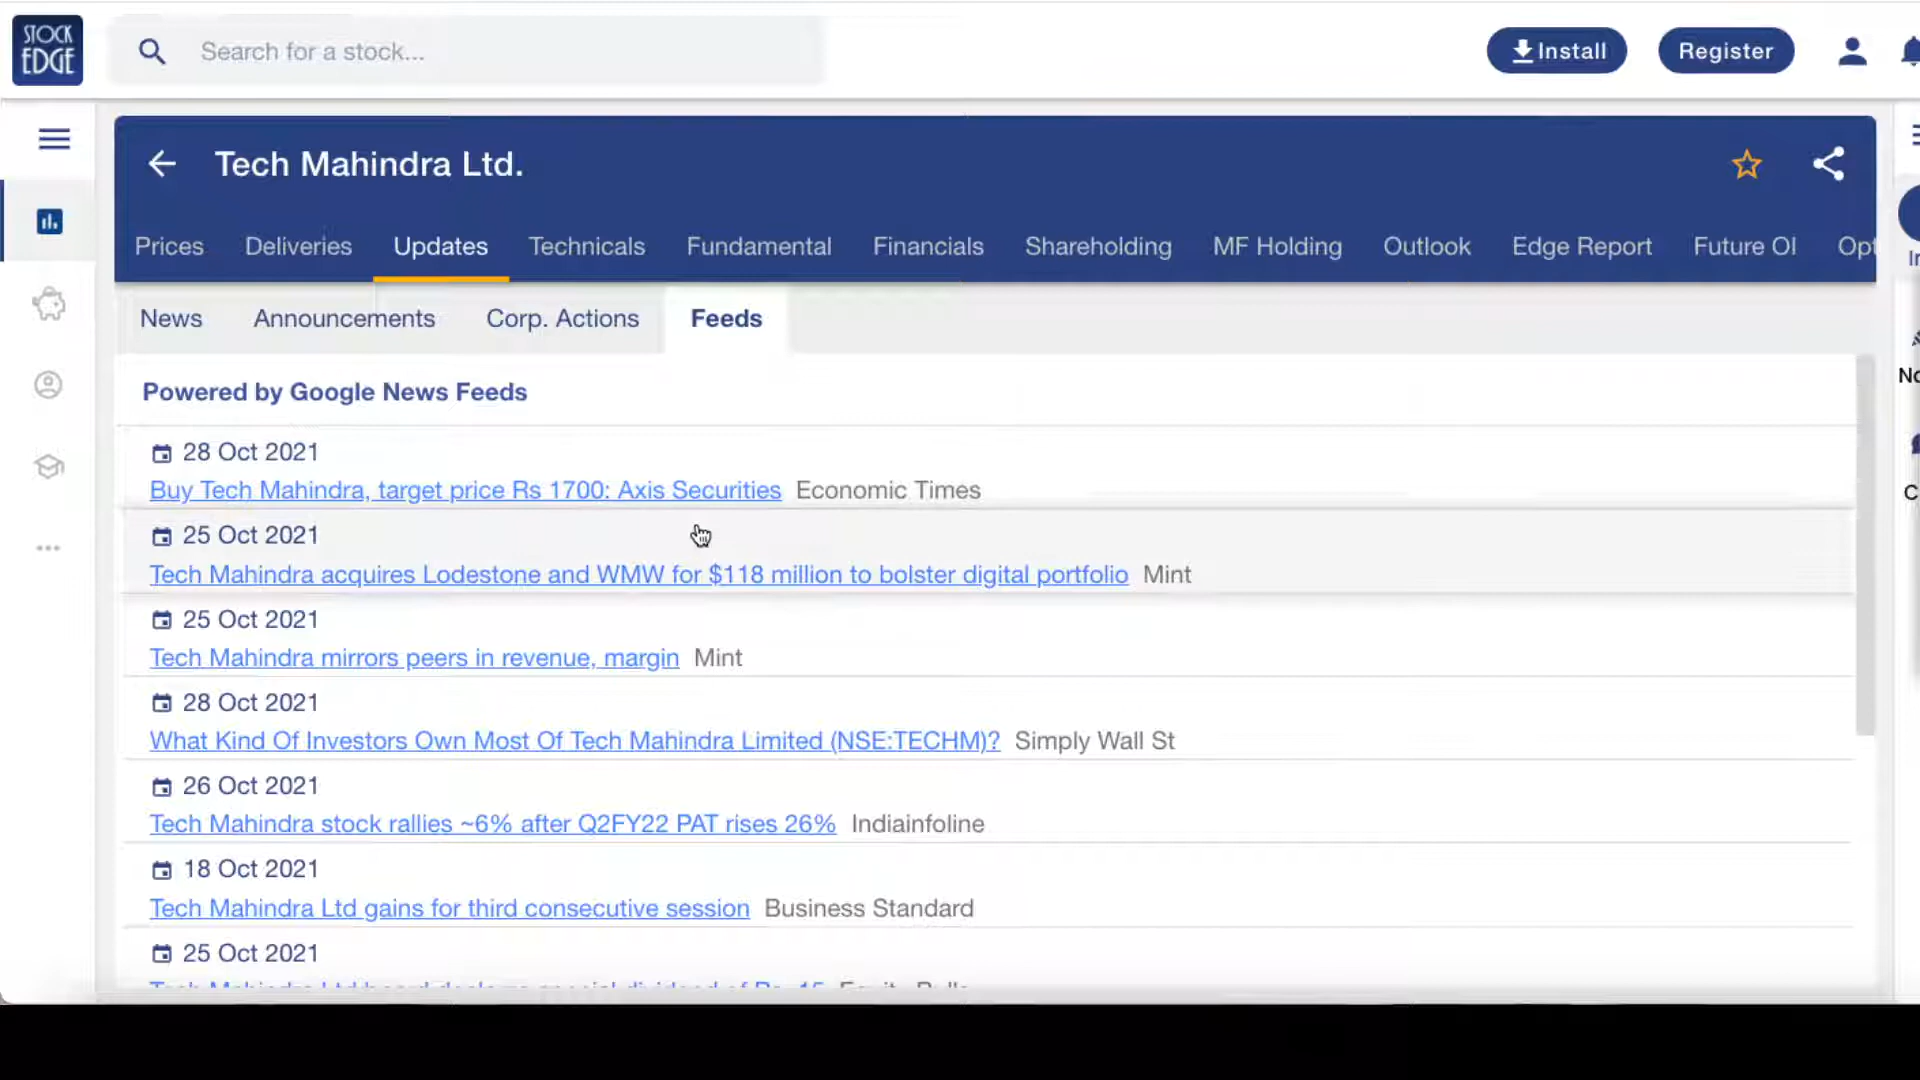 STOCK
EDGE
Search for a stock...
Install
Register
Tech Mahindra Ltd.
Prices Deliveries Updates Technicals Fundamental Financials Shareholding MF Holding Outlook Edge Report Future OI
News Announcements Corp. Actions Feeds
Powered by Google News Feeds
28 Oct 2021
Buy Tech Mahindra, target price Rs 1700: Axis Securities Economic Times
25 Oct 2021
Tech Mahindra acquires Lodestone and WMW for $118 million to bolster digital portfolio Mint
25 Oct 2021
Tech Mahindra mirrors peers in revenue, margin Mint
28 Oct 2021
What Kind Of Investors Own Most Of Tech Mahindra Limited (NSE:TECHM)? Simply Wall St
26 Oct 2021
Tech Mahindra stock rallies ~6% after Q2FY22 PAT rises 26% Indiainfoline
18 Oct 2021
Tech Mahindra Ltd gains for third consecutive session Business Standard
25 Oct 2021